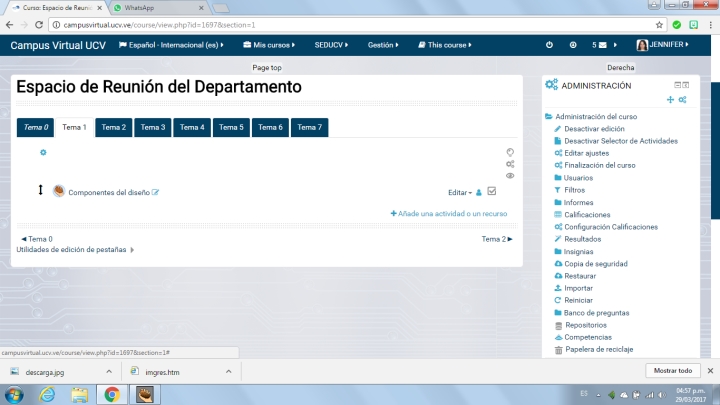 Curso: Espacio de Reunió
WhatsApp
campusvirtual.ucv.ve/course/view.php?id=1697&section=1
Campus Virtual UCV
Español - Internacional (es)
Mis cursos
SEDUCV
Gestión
This course
5
JENNIFER
Page top
Derecha
Espacio de Reunión del Departamento
Tema 0
Tema 1
Tema 2
Tema 3
Tema 4
Tema 5
Tema 6
Tema 7
Componentes del diseño
Editar
Añade una actividad o un recurso
Tema 0
Tema 2
Utilidades de edición de pestañas
ADMINISTRACIÓN
Administración del curso
Desactivar edición
Desactivar Selector de Actividades
Editar ajustes
Finalización del curso
Usuarios
Filtros
Informes
Calificaciones
Configuración Calificaciones
Resultados
Insignias
Copia de seguridad
Restaurar
Importar
Reiniciar
Banco de preguntas
Repositorios
Competencias
Papelera de reciclaje
campusvirtual.ucv.ve/course/view.php?id=1697&section=1#
descarga.jpg
imgres.htm
Mostrar todo
ES
04:57 p.m.
29/03/2017